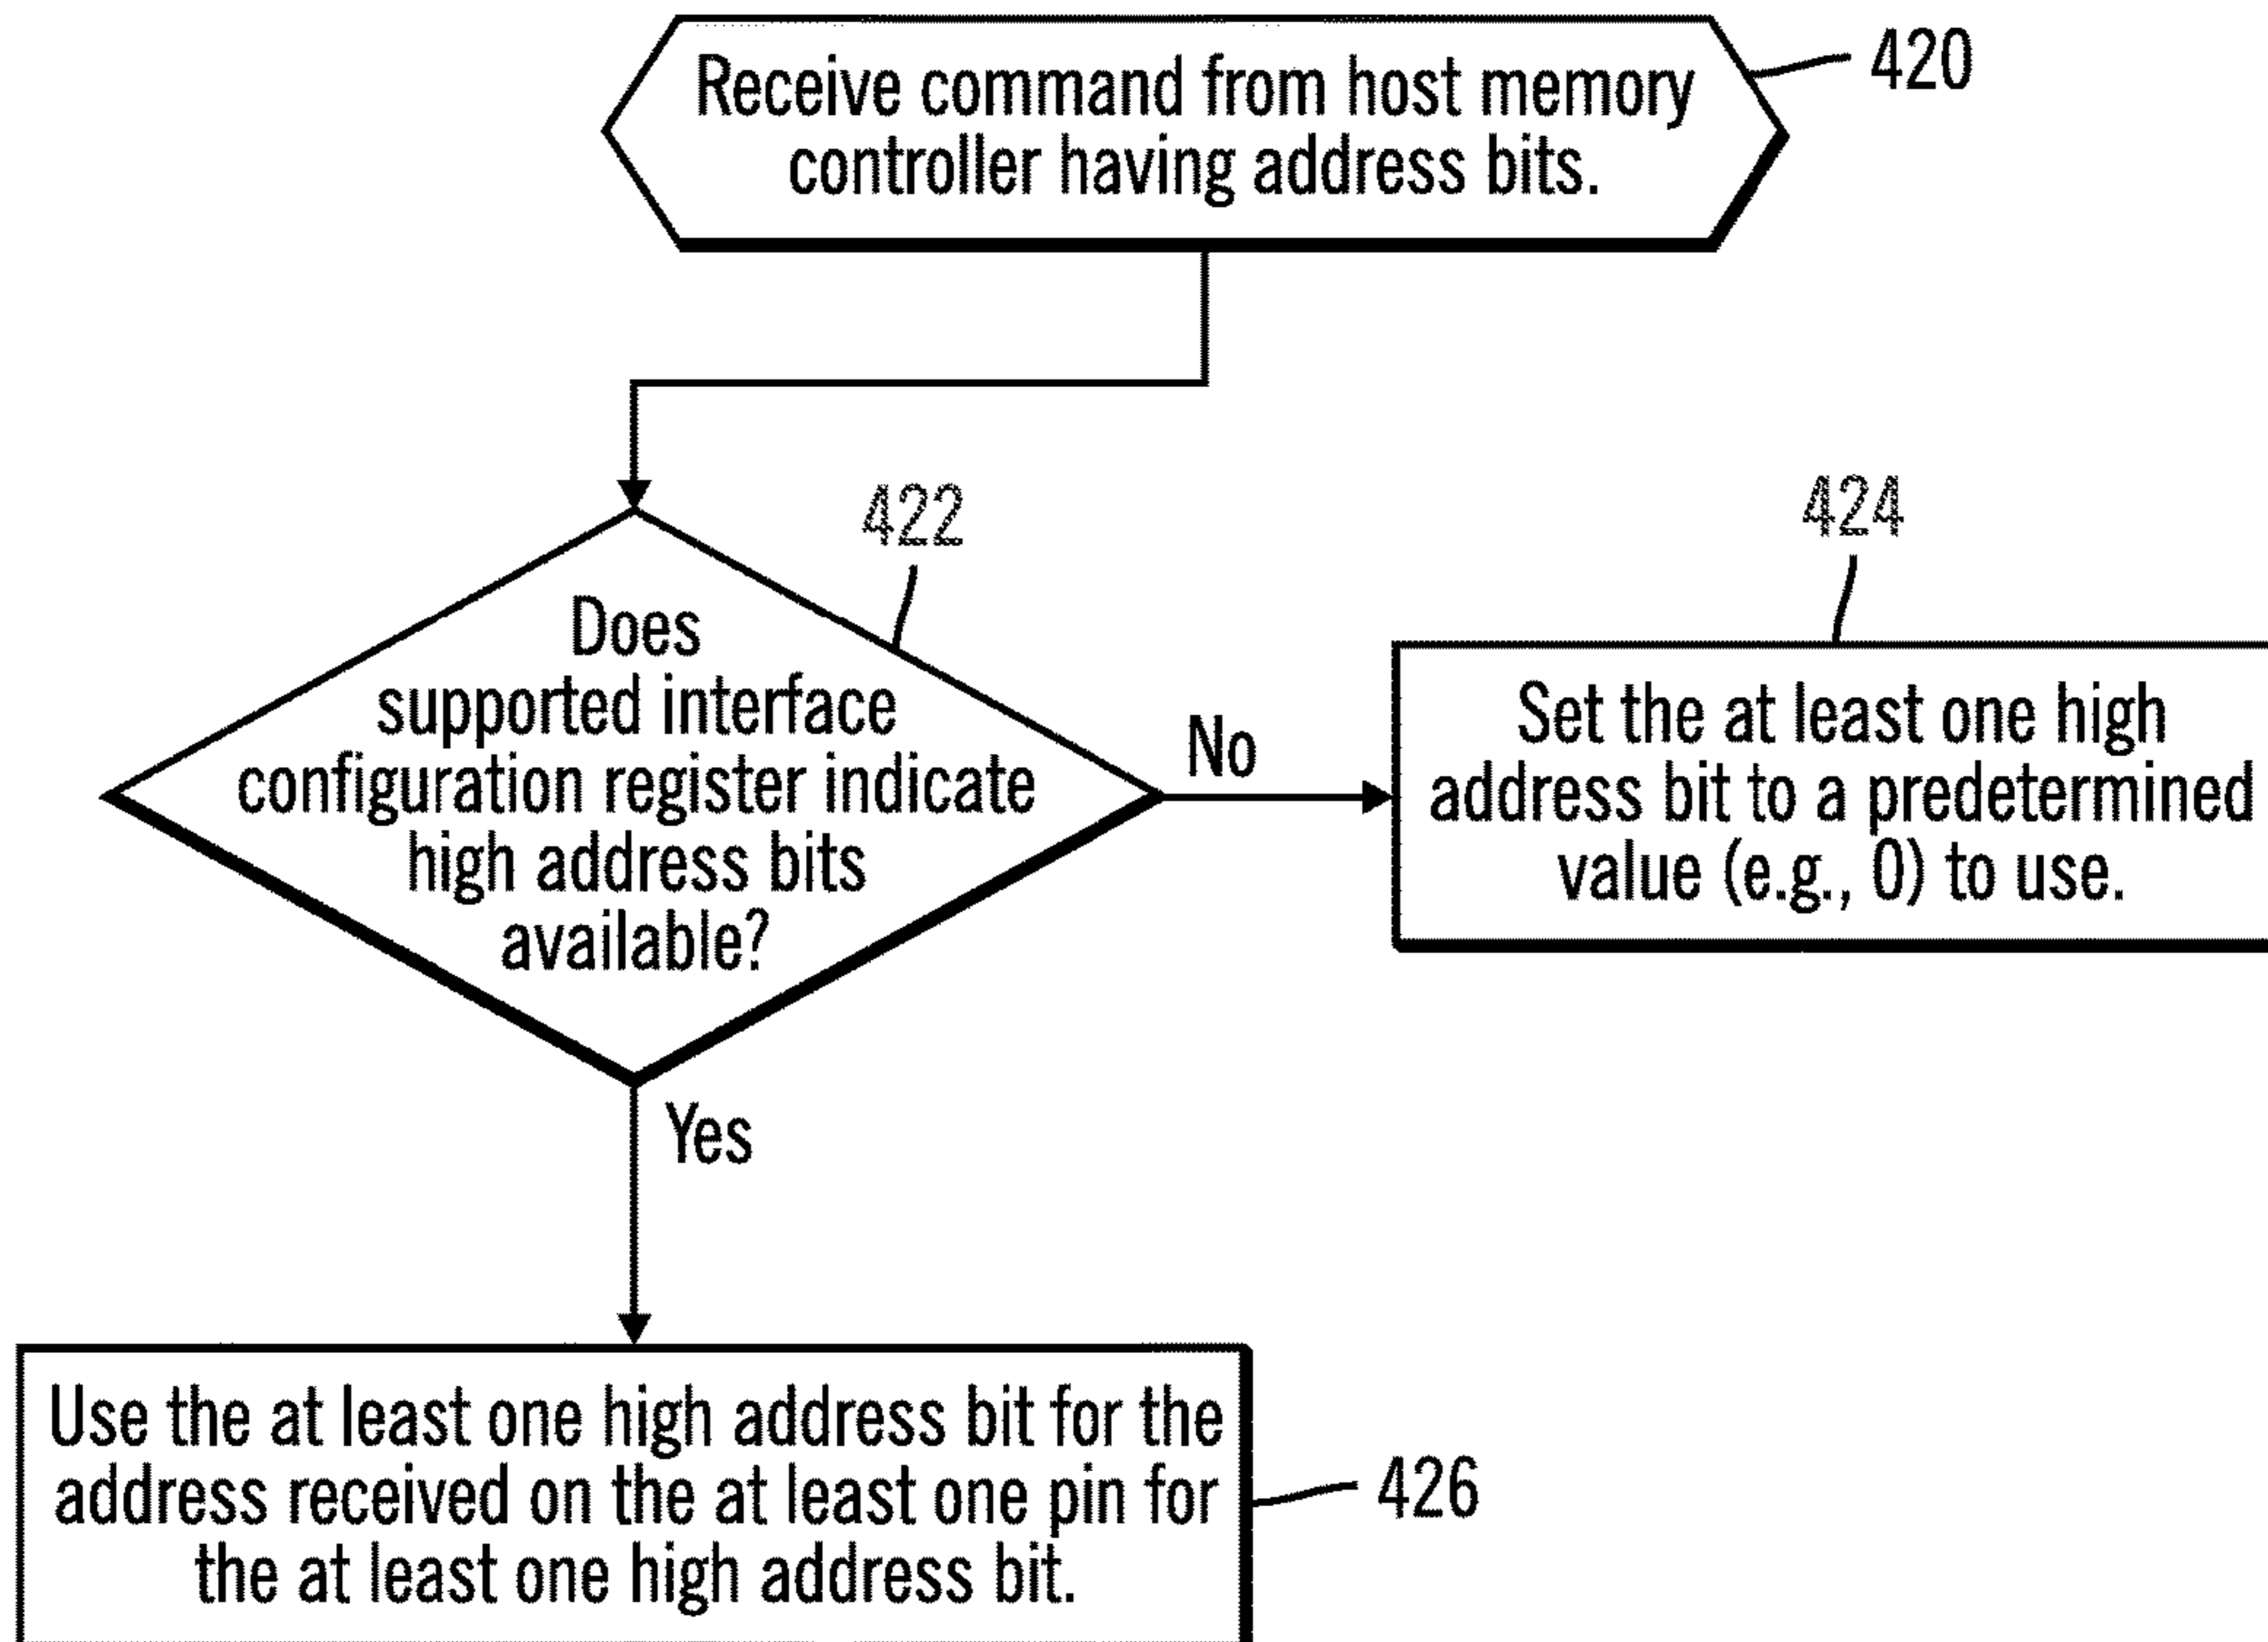 Receive command from host memory
controller having address bits.
420
422
Does
supported interface
configuration register indicate
high address bits
available?
No
424
Set the at least one high
address bit to a predetermined
value (e.g., 0) to use.
Yes
Use the at least one high address bit for the
address received on the at least one pin for
the at least one high address bit.
426